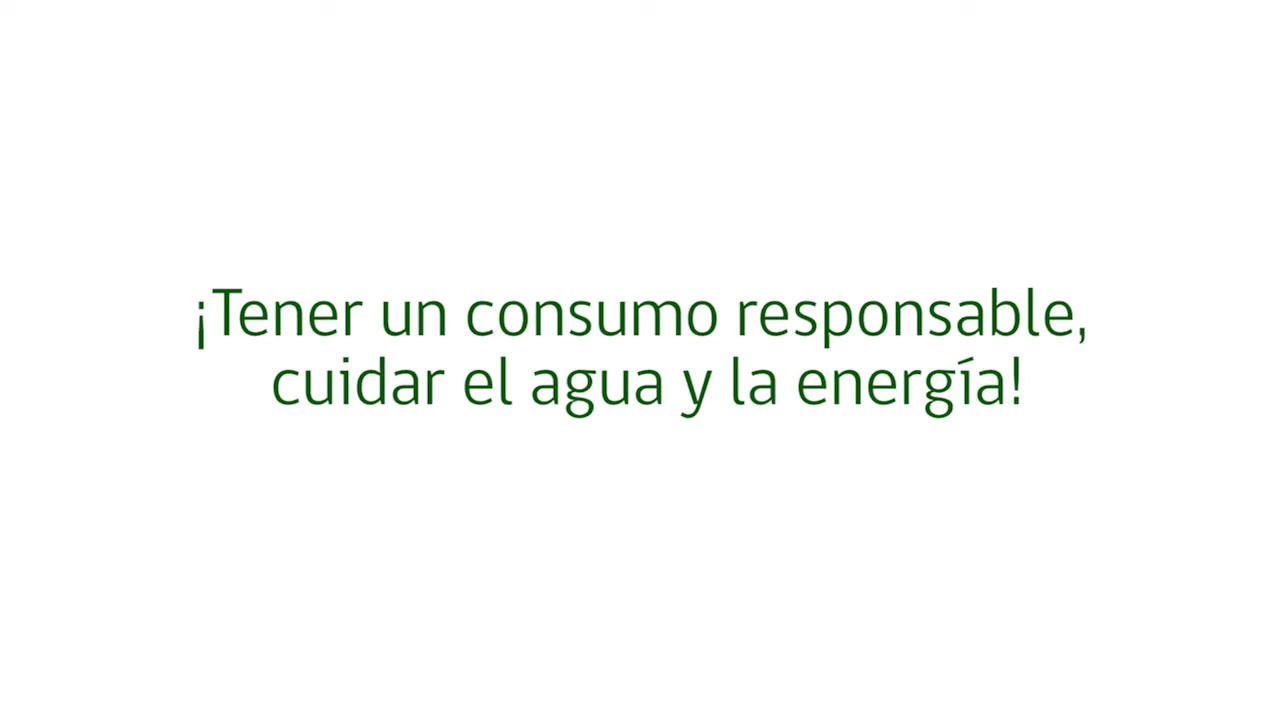 ¡Tener un consumo responsable,
cuidar el agua y la energía!